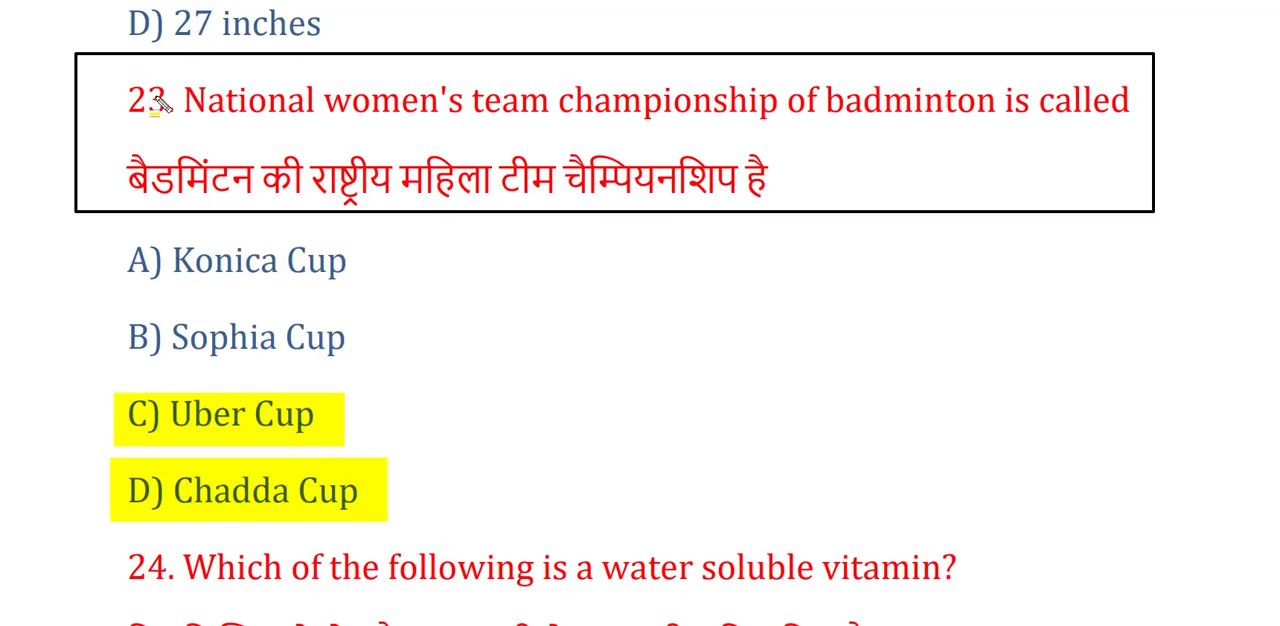 D) 27 inches
23. National women's team championship of badminton is called
बैडमिंटन की राष्ट्रीय महिला टीम चैम्पियनशिप है
A) Konica Cup
B) Sophia Cup
C) Uber Cup
D) Chadda Cup
24. Which of the following is a water soluble vitamin?